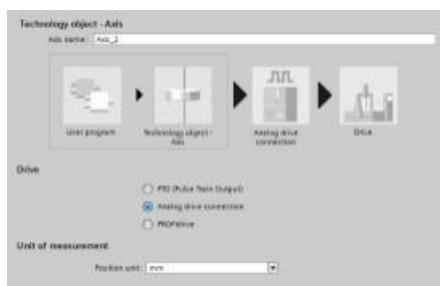 Technology object - Axis
Axis name: Axis_2
User program
Technology object -
Axis
Analog drive
connection
Drive
Drive
PTO (Pulse Train Output)
Analog drive connection
PROFIdrive
Unit of measurement
Position unit: mm